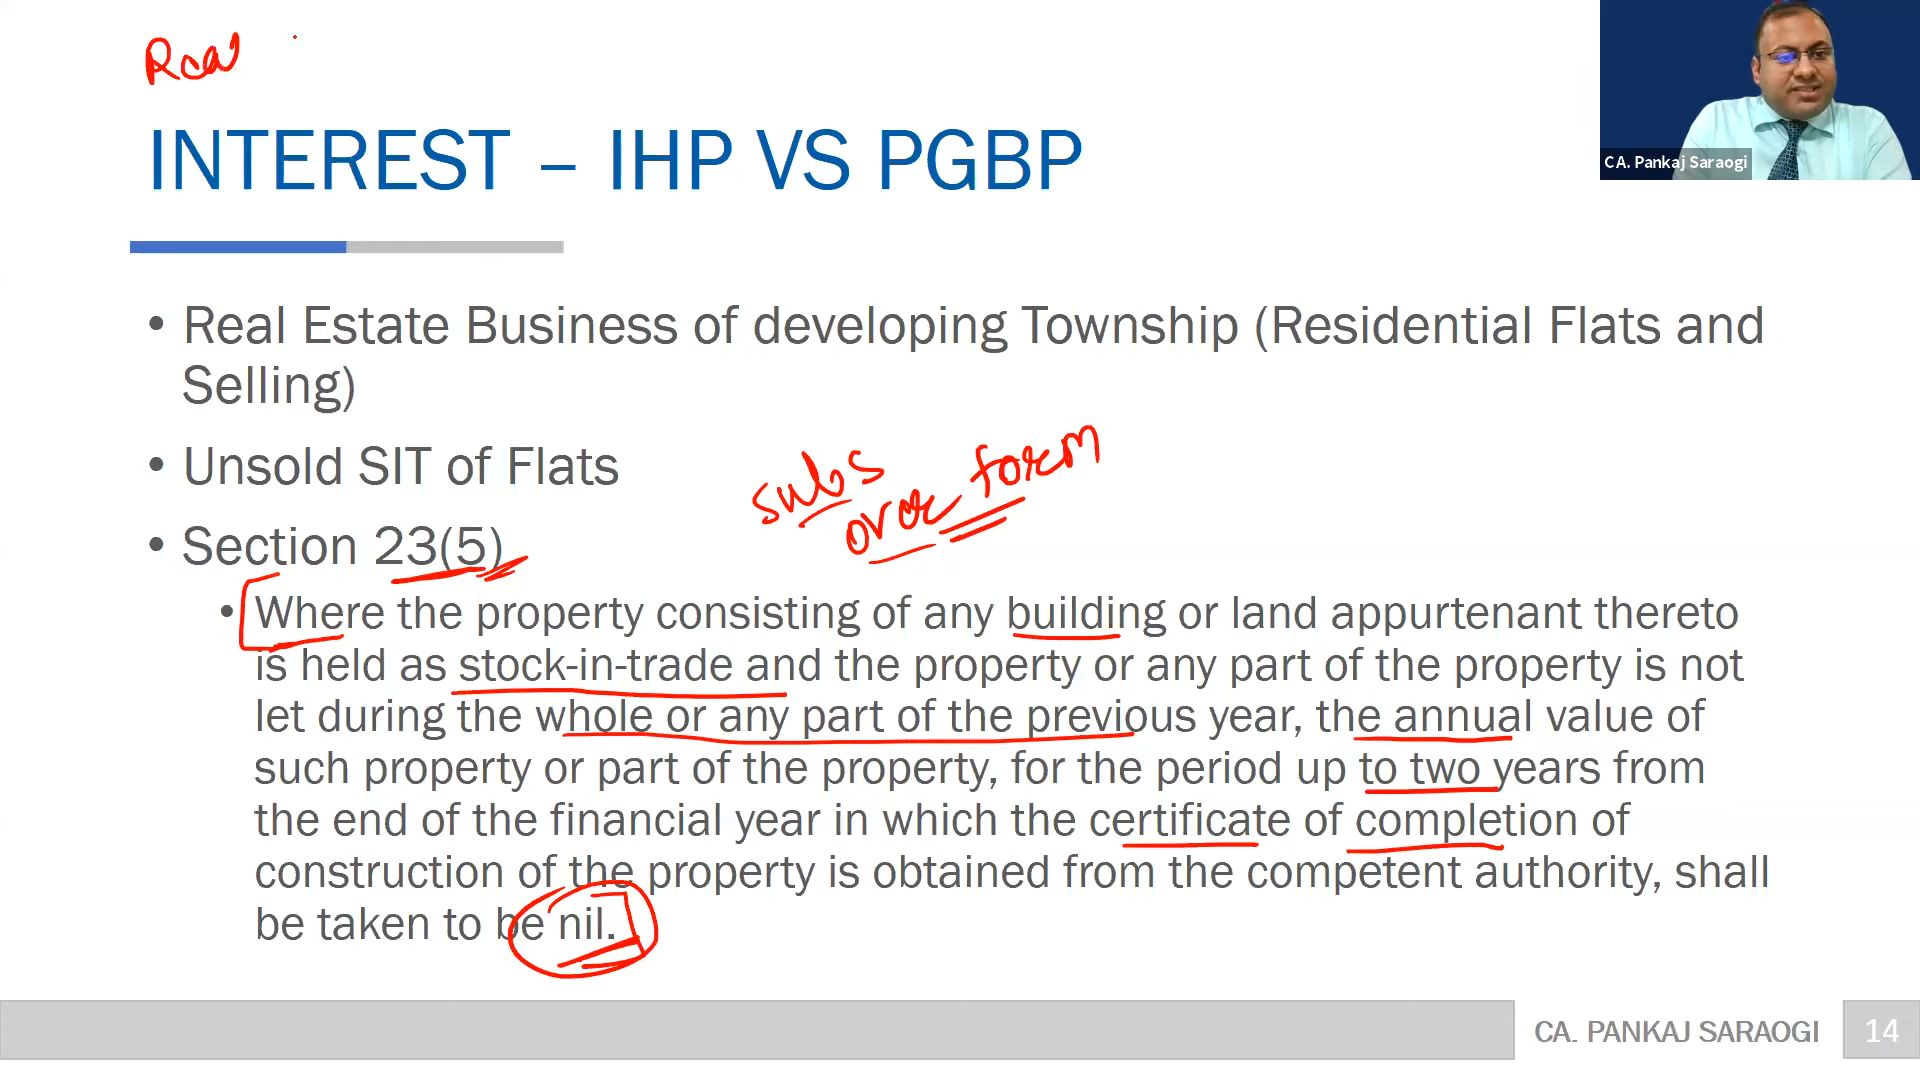 Real
CA. Pankaj Saraogi
INTEREST – IHP VS PGBP
• Real Estate Business of developing Township (Residential Flats and
Selling)
• Unsold SIT of Flats
subs
over form
• Section 23(5)
• Where the property consisting of any building or land appurtenant thereto
is held as stock-in-trade and the property or any part of the property is not
let during the whole or any part of the previous year, the annual value of
such property or part of the property, for the period up to two years from
the end of the financial year in which the certificate of completion of
construction of the property is obtained from the competent authority, shall
be taken to be nil.
CA. PANKAJ SARAOGI
14